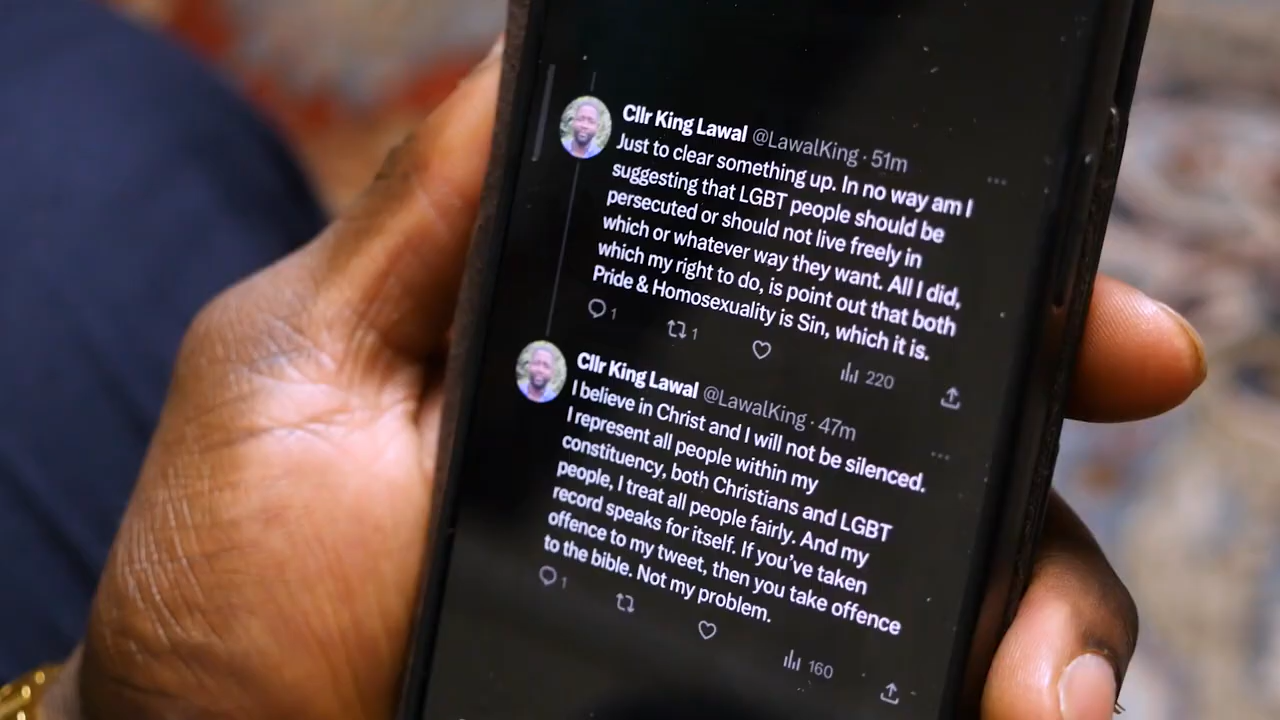 Cllr King Lawal @LawalKing · 51m
Just to clear something up. In no way am I
suggesting that LGBT people should be
persecuted or should not live freely in
which or whatever way they want. All I did,
which my right to do, is point out that both
Pride & Homosexuality is Sin, which it is.
1 1 220
Cllr King Lawal @LawalKing · 47m
I believe in Christ and I will not be silenced.
I represent all people within my
constituency, both Christians and LGBT
people, I treat all people fairly. And my
record speaks for itself. If you've taken
offence to my tweet, then you take offence
to the bible. Not my problem.
1 160